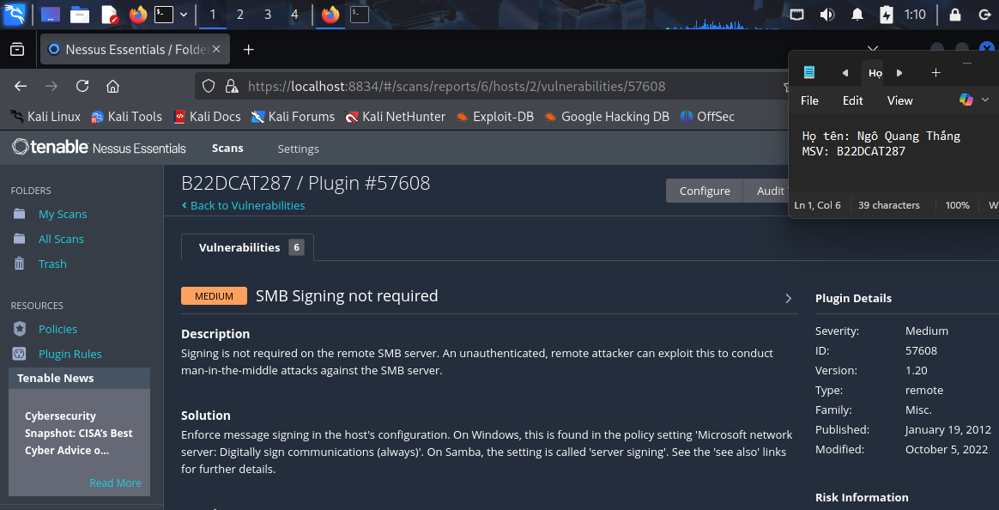 1 2 3 4
1:10
Nessus Essentials / Folde
https://localhost:8834/#/scans/reports/6/hosts/2/vulnerabilities/57608
Kali Linux Kali Tools Kali Docs Kali Forums Kali NetHunter Exploit-DB Google Hacking DB OffSec
Họ
File Edit View
Họ tên: Ngô Quang Thắng
MSV: B22DCAT287
Ln 1, Col 6 39 characters 100% W
tenable Nessus Essentials Scans Settings
FOLDERS
My Scans
All Scans
Trash
RESOURCES
Policies
Plugin Rules
Tenable News
Cybersecurity
Snapshot: CISA's Best
Cyber Advice o...
Read More
B22DCAT287 / Plugin #57608
Back to Vulnerabilities
Configure Audit
Vulnerabilities 6
MEDIUM SMB Signing not required
Description
Signing is not required on the remote SMB server. An unauthenticated, remote attacker can exploit this to conduct
man-in-the-middle attacks against the SMB server.
Solution
Enforce message signing in the host's configuration. On Windows, this is found in the policy setting 'Microsoft network
server: Digitally sign communications (always)'. On Samba, the setting is called 'server signing'. See the 'see also' links
for further details.
Plugin Details
Severity: Medium
ID: 57608
Version: 1.20
Type: remote
Family: Misc.
Published: January 19, 2012
Modified: October 5, 2022
Risk Information